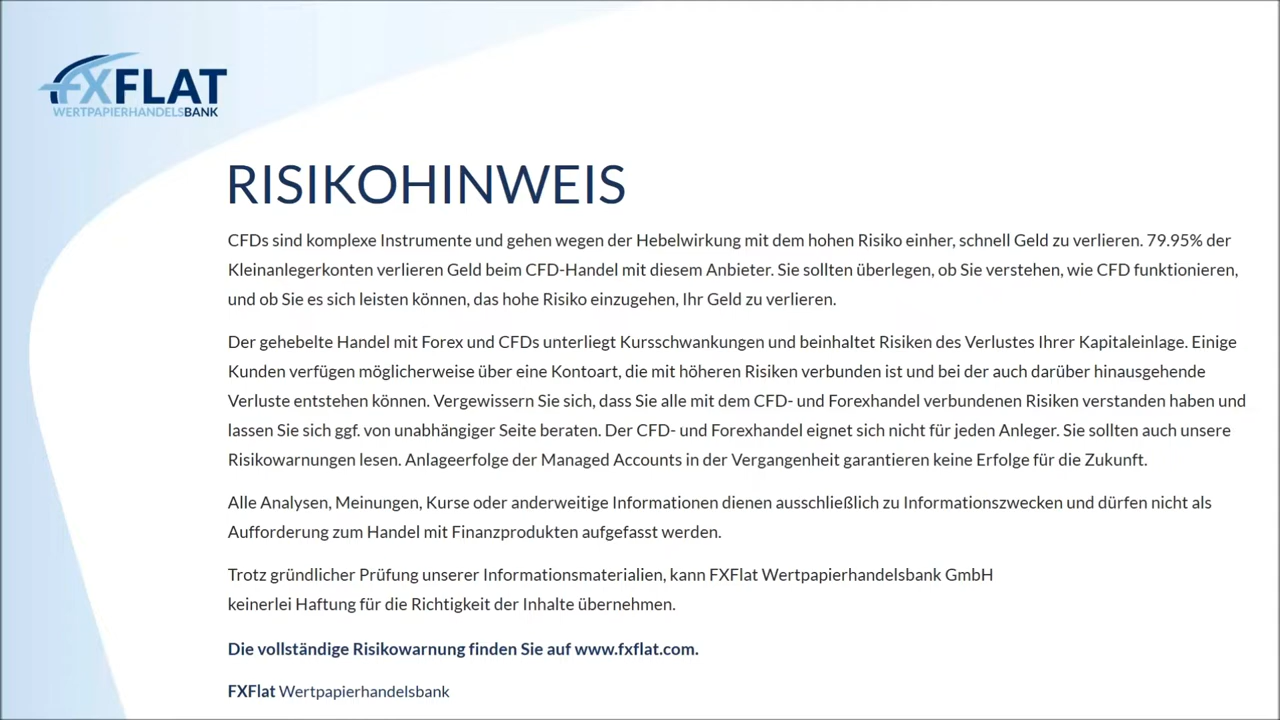 FXFLAT
WERTPAPIERHANDELSBANK
RISIKOHINWEIS
CFDs sind komplexe Instrumente und gehen wegen der Hebelwirkung mit dem hohen Risiko einher, schnell Geld zu verlieren. 79.95% der
Kleinanlegerkonten verlieren Geld beim CFD-Handel mit diesem Anbieter. Sie sollten überlegen, ob Sie verstehen, wie CFD funktionieren,
und ob Sie es sich leisten können, das hohe Risiko einzugehen, Ihr Geld zu verlieren.
Der gehebelte Handel mit Forex und CFDs unterliegt Kursschwankungen und beinhaltet Risiken des Verlustes Ihrer Kapitaleinlage. Einige
Kunden verfügen möglicherweise über eine Kontoart, die mit höheren Risiken verbunden ist und bei der auch darüber hinausgehende
Verluste entstehen können. Vergewissern Sie sich, dass Sie alle mit dem CFD- und Forexhandel verbundenen Risiken verstanden haben und
lassen Sie sich ggf. von unabhängiger Seite beraten. Der CFD- und Forexhandel eignet sich nicht für jeden Anleger. Sie sollten auch unsere
Risikowarnungen lesen. Anlageerfolge der Managed Accounts in der Vergangenheit garantieren keine Erfolge für die Zukunft.
Alle Analysen, Meinungen, Kurse oder anderweitige Informationen dienen ausschließlich zu Informationszwecken und dürfen nicht als
Aufforderung zum Handel mit Finanzprodukten aufgefasst werden.
Trotz gründlicher Prüfung unserer Informationsmaterialien, kann FXFlat Wertpapierhandelsbank GmbH
keinerlei Haftung für die Richtigkeit der Inhalte übernehmen.
Die vollständige Risikowarnung finden Sie auf www.fxflat.com.
FXFlat Wertpapierhandelsbank